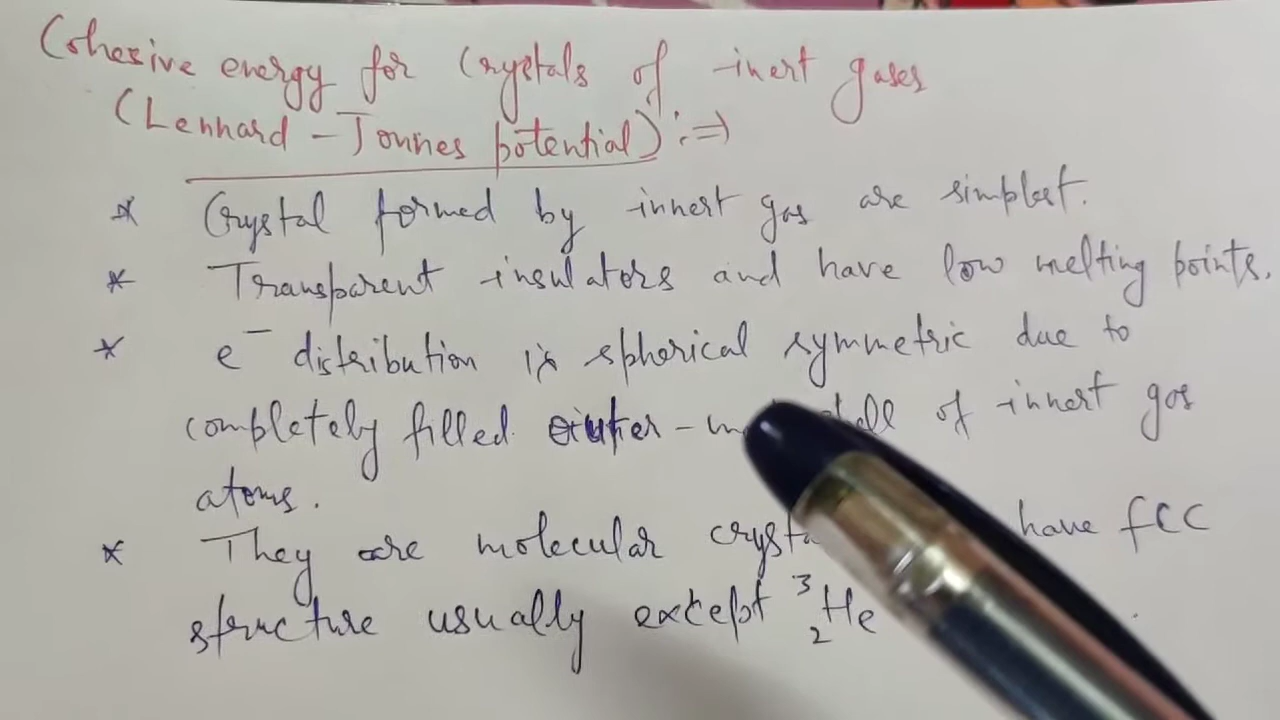 Cohesive energy for Crystals of inert gases
(Lennard - Jonnes potential) :⇒
* Crystal formed by innert gas are simplest.
* Transparent insulators and have low melting points.
* e⁻ distribution is spherical symmetric due to
completely filled outer - of innert gas
atoms.
* They are molecular have fCC
structure usually except ³₂He